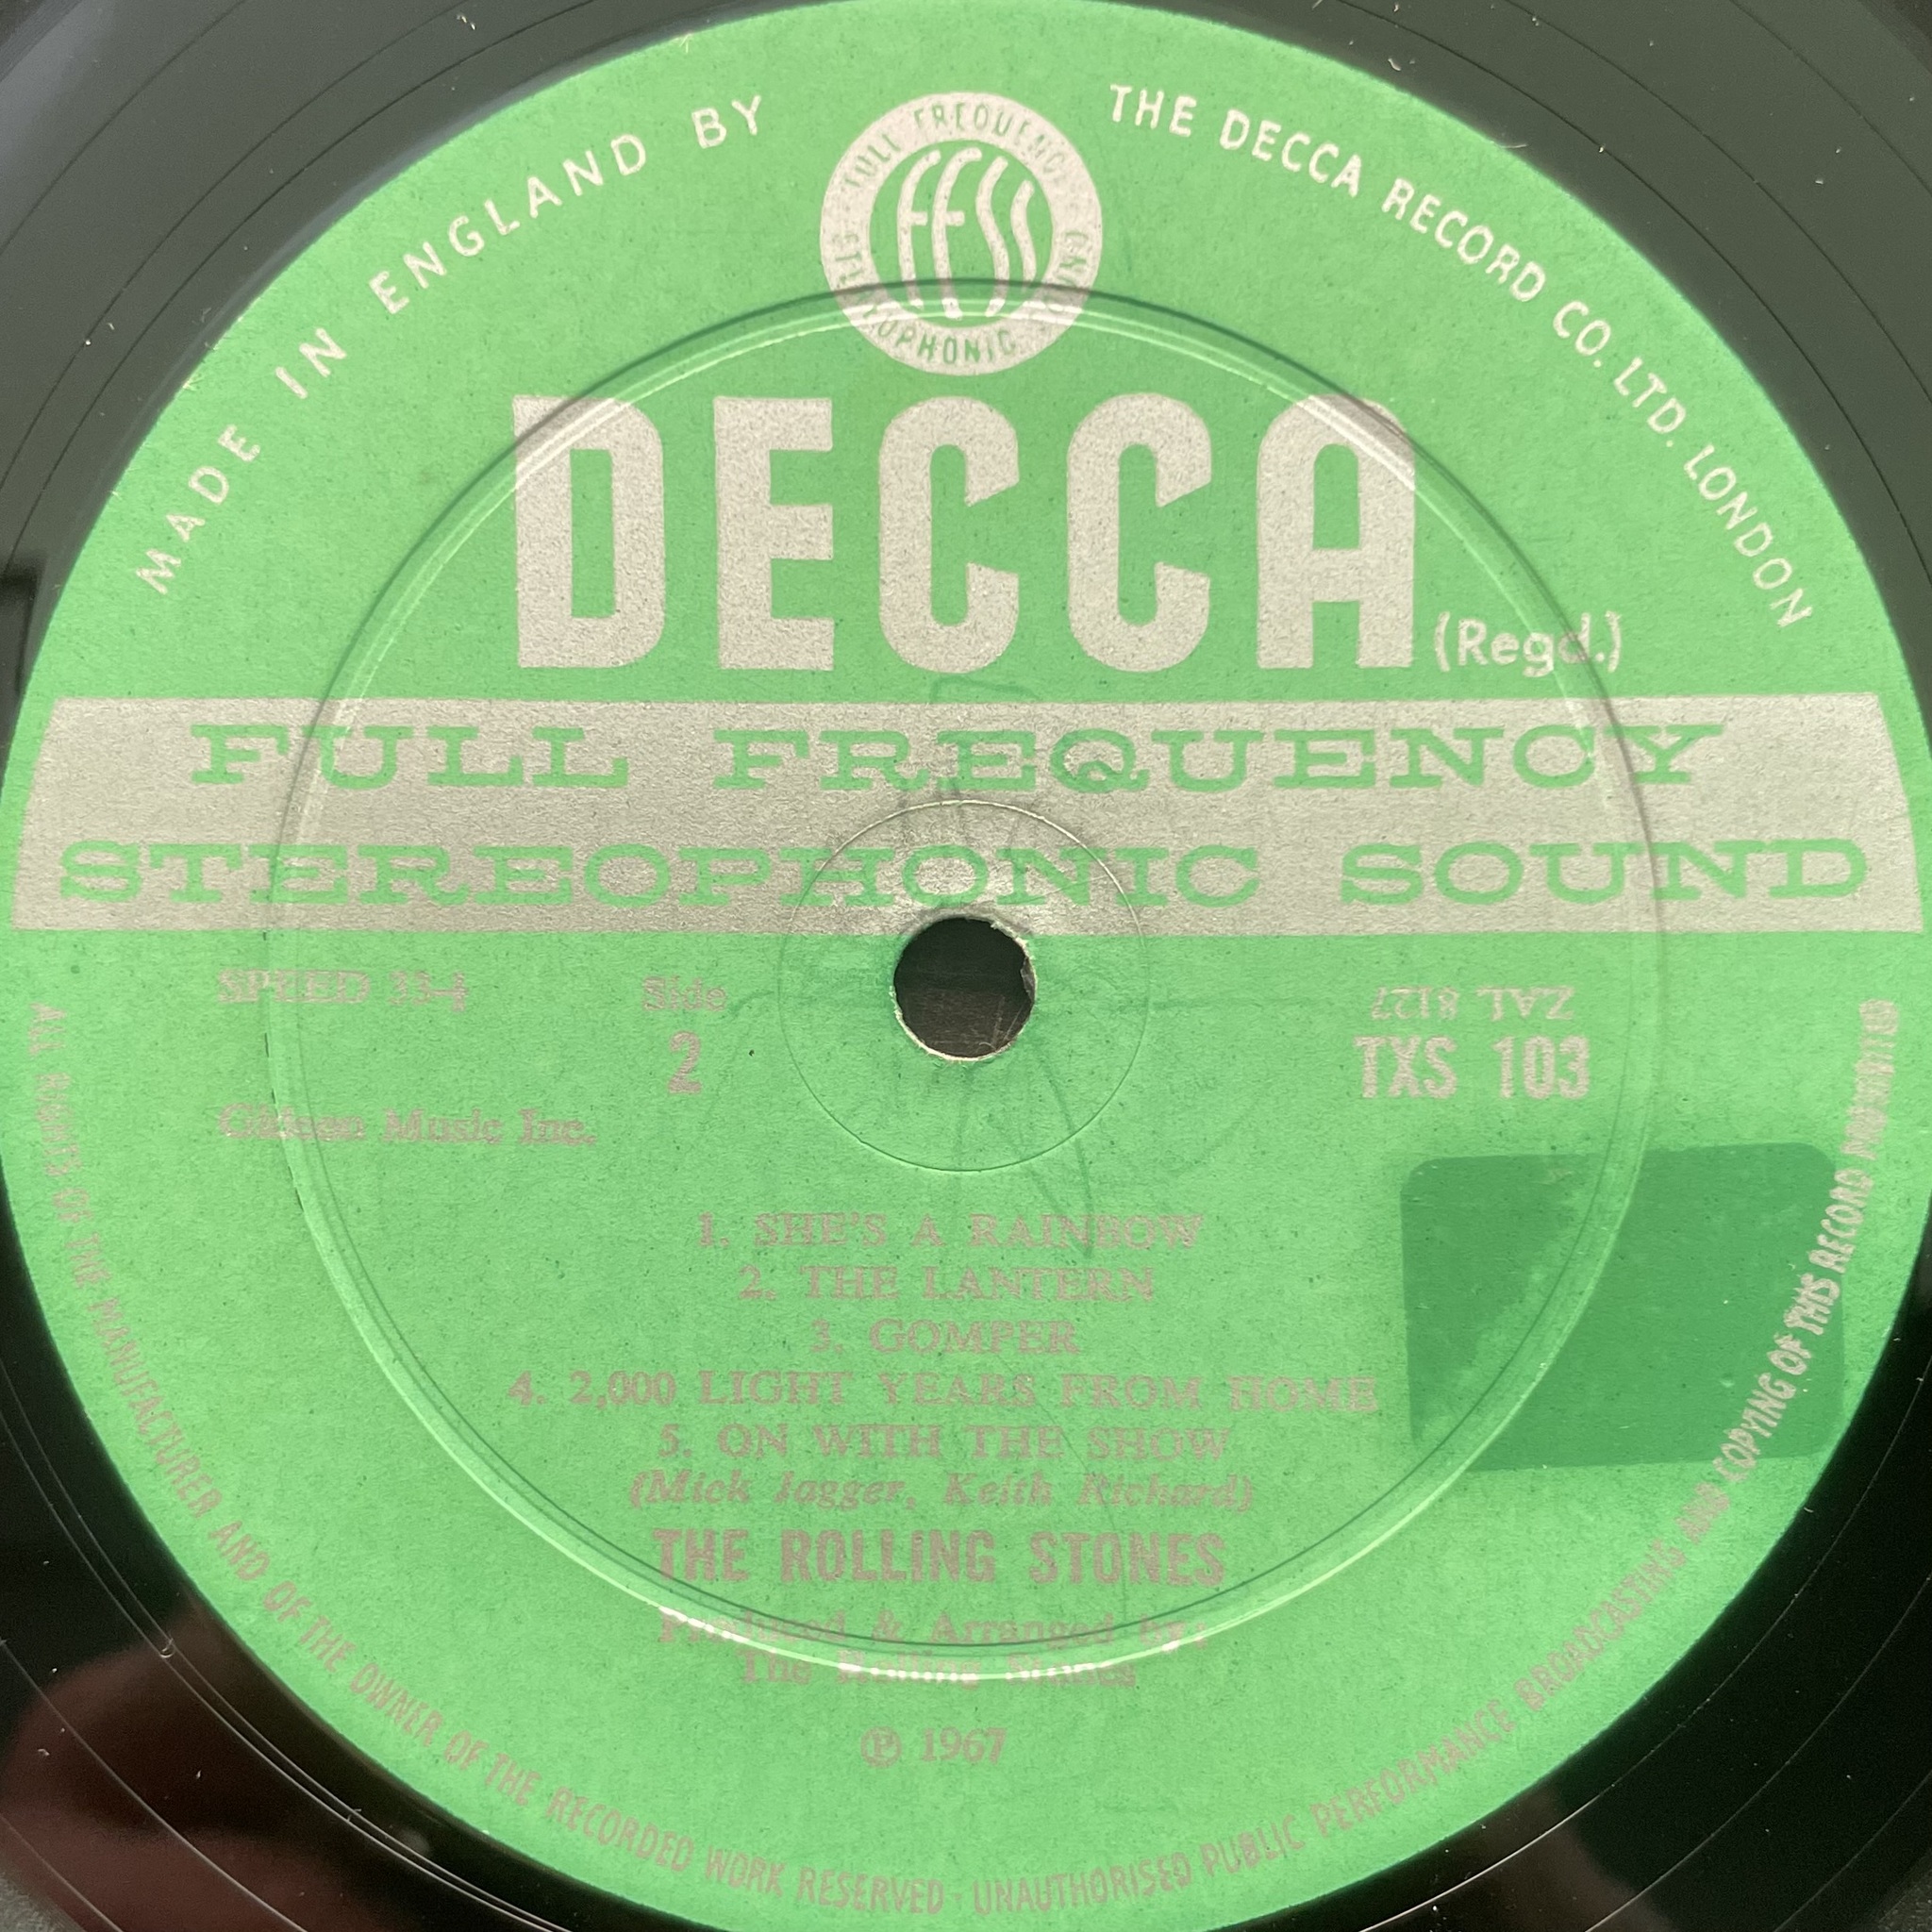 MADE IN ENGLAND BY THE DECCA RECORD CO. LTD. LONDON
FULL FREQUENCY RANGE STEREOPHONIC
FFSS
DECCA (Regd.)
FULL FREQUENCY
STEREOPHONIC SOUND
SPEED 33⅓
Side
2
ZAL 8127
TXS 103
Gideon Music Inc.
1. SHE'S A RAINBOW
2. THE LANTERN
3. GOMPER
4. 2,000 LIGHT YEARS FROM HOME
5. ON WITH THE SHOW
(Mick Jagger, Keith Richard)
THE ROLLING STONES
Produced & Arranged by:
The Rolling Stones
℗ 1967
ALL RIGHTS OF THE MANUFACTURER AND OF THE OWNER OF THE RECORDED WORK RESERVED · UNAUTHORISED PUBLIC PERFORMANCE BROADCASTING AND COPYING OF THIS RECORD PROHIBITED